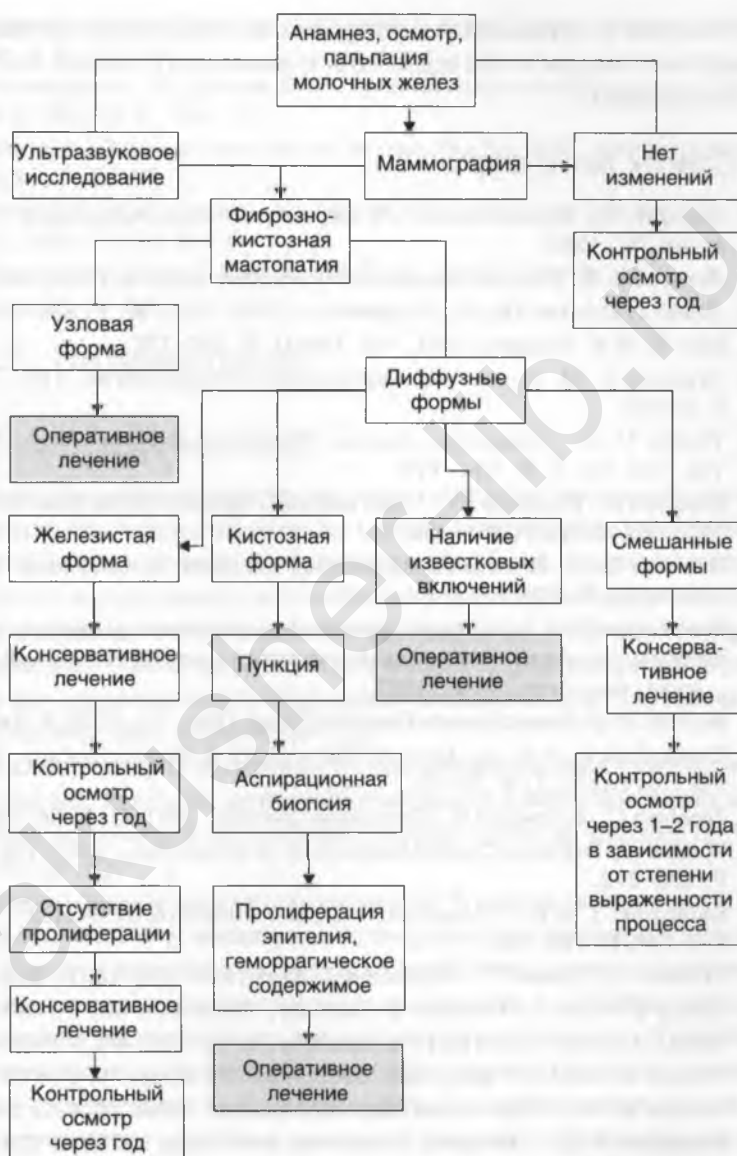 Анамнез, осмотр,
пальпация
молочных желез
Ультразвуковое
исследование
Маммография
Нет
изменений
Фиброзно-
кистозная
мастопатия
Контрольный
осмотр
через год
Узловая
форма
Диффузные
формы
Оперативное
лечение
Железистая
форма
Кистозная
форма
Наличие
известковых
включений
Смешанные
формы
Консервативное
лечение
Пункция
Оперативное
лечение
Консерва-
тивное
лечение
Контрольный
осмотр
через год
Аспирационная
биопсия
Контрольный
осмотр
через 1–2 года
в зависимости
от степени
выраженности
процесса
Отсутствие
пролиферации
Пролиферация
эпителия,
геморрагическое
содержимое
Консервативное
лечение
Оперативное
лечение
Контрольный
осмотр
через год
akusher-lib.ru